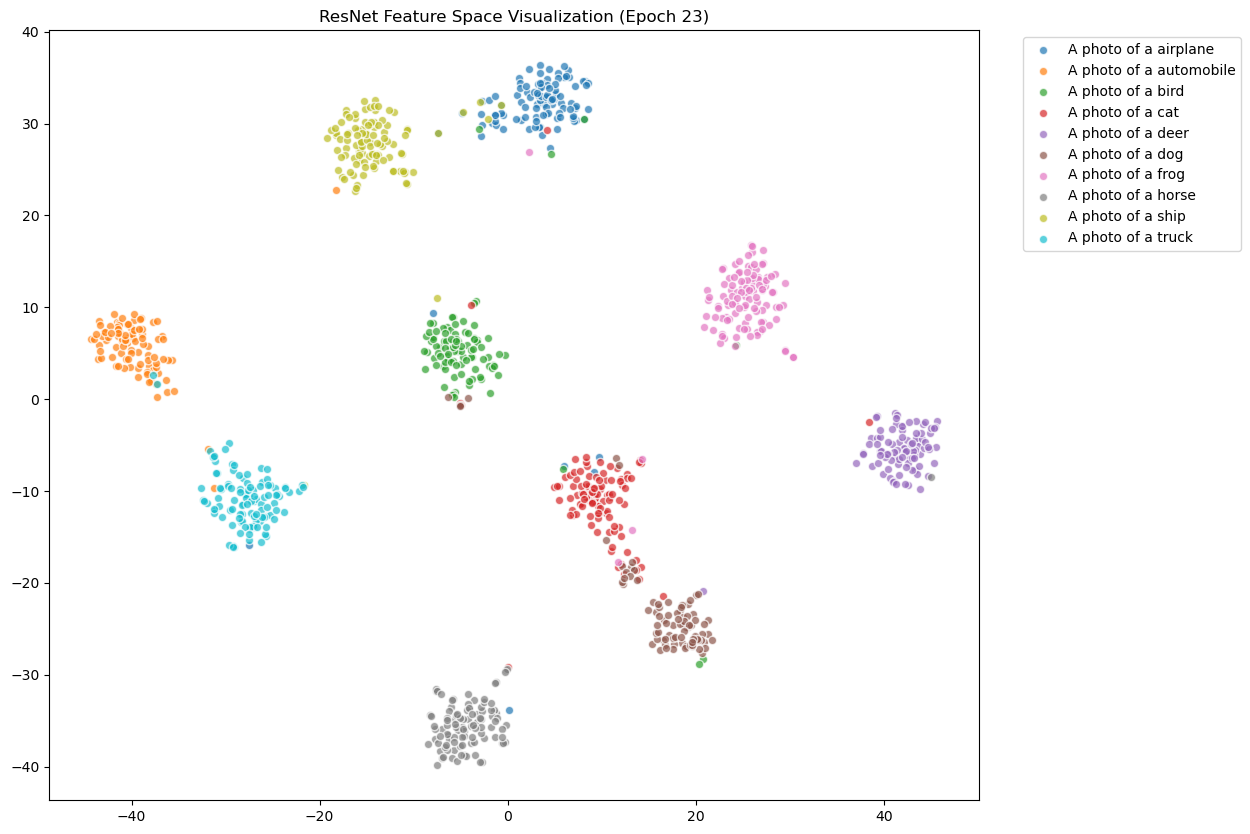 ResNet Feature Space Visualization (Epoch 23)
40
30
20
10
0
−10
−20
−30
−40
−40
−20
0
20
40
A photo of a airplane
A photo of a automobile
A photo of a bird
A photo of a cat
A photo of a deer
A photo of a dog
A photo of a frog
A photo of a horse
A photo of a ship
A photo of a truck